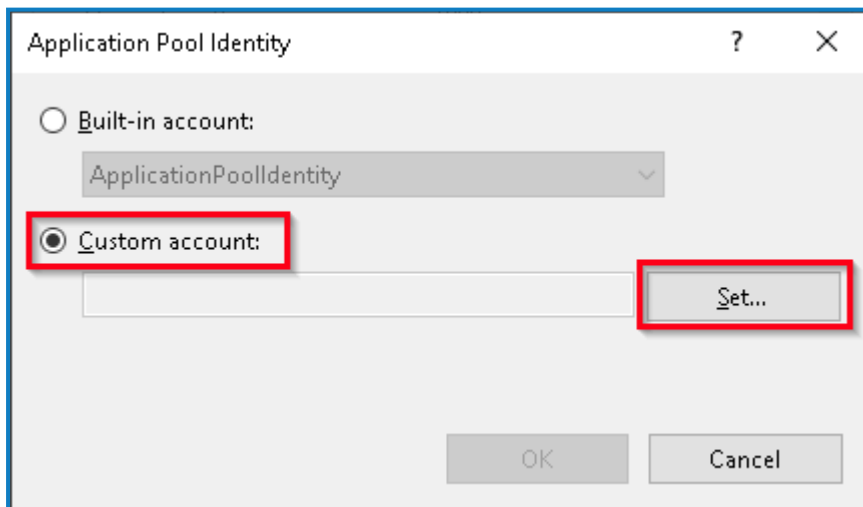 Application Pool Identity ? ×
Built-in account:
ApplicationPoolIdentity
Custom account:
Set...
OK Cancel